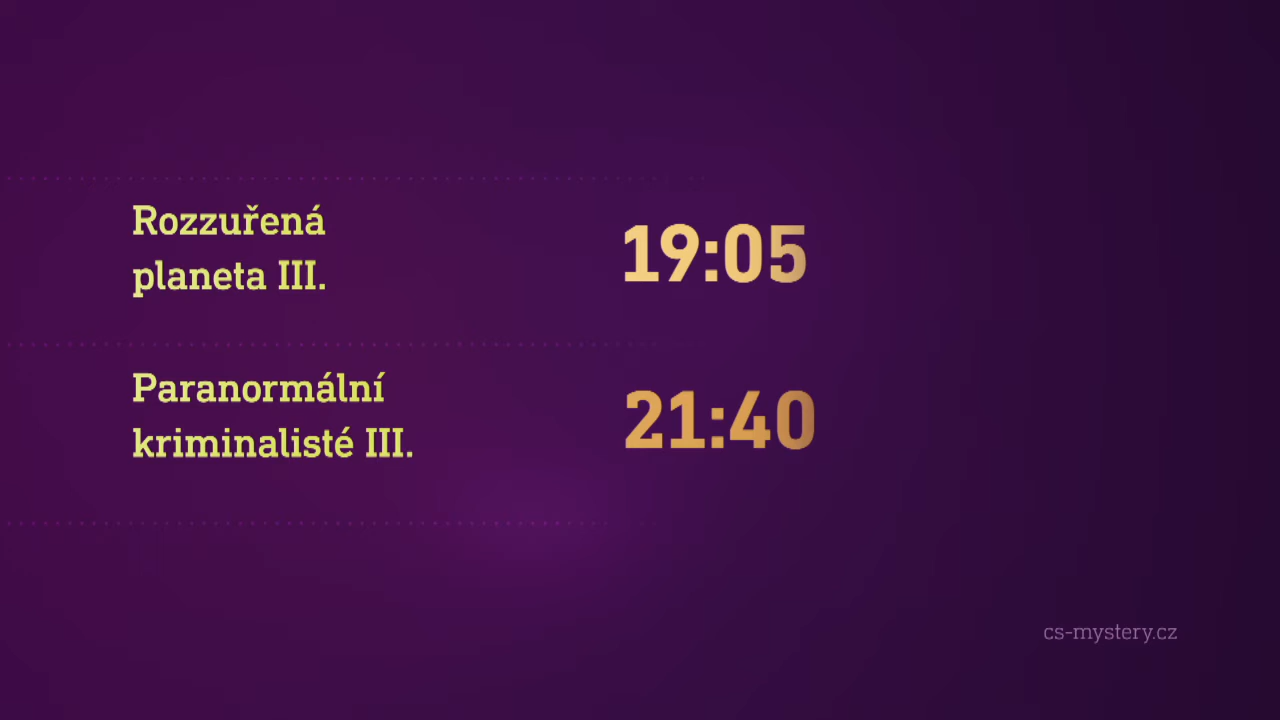 Rozzuřená
planeta III.
19:05
Paranormální
kriminalisté III.
21:40
cs-mystery.cz